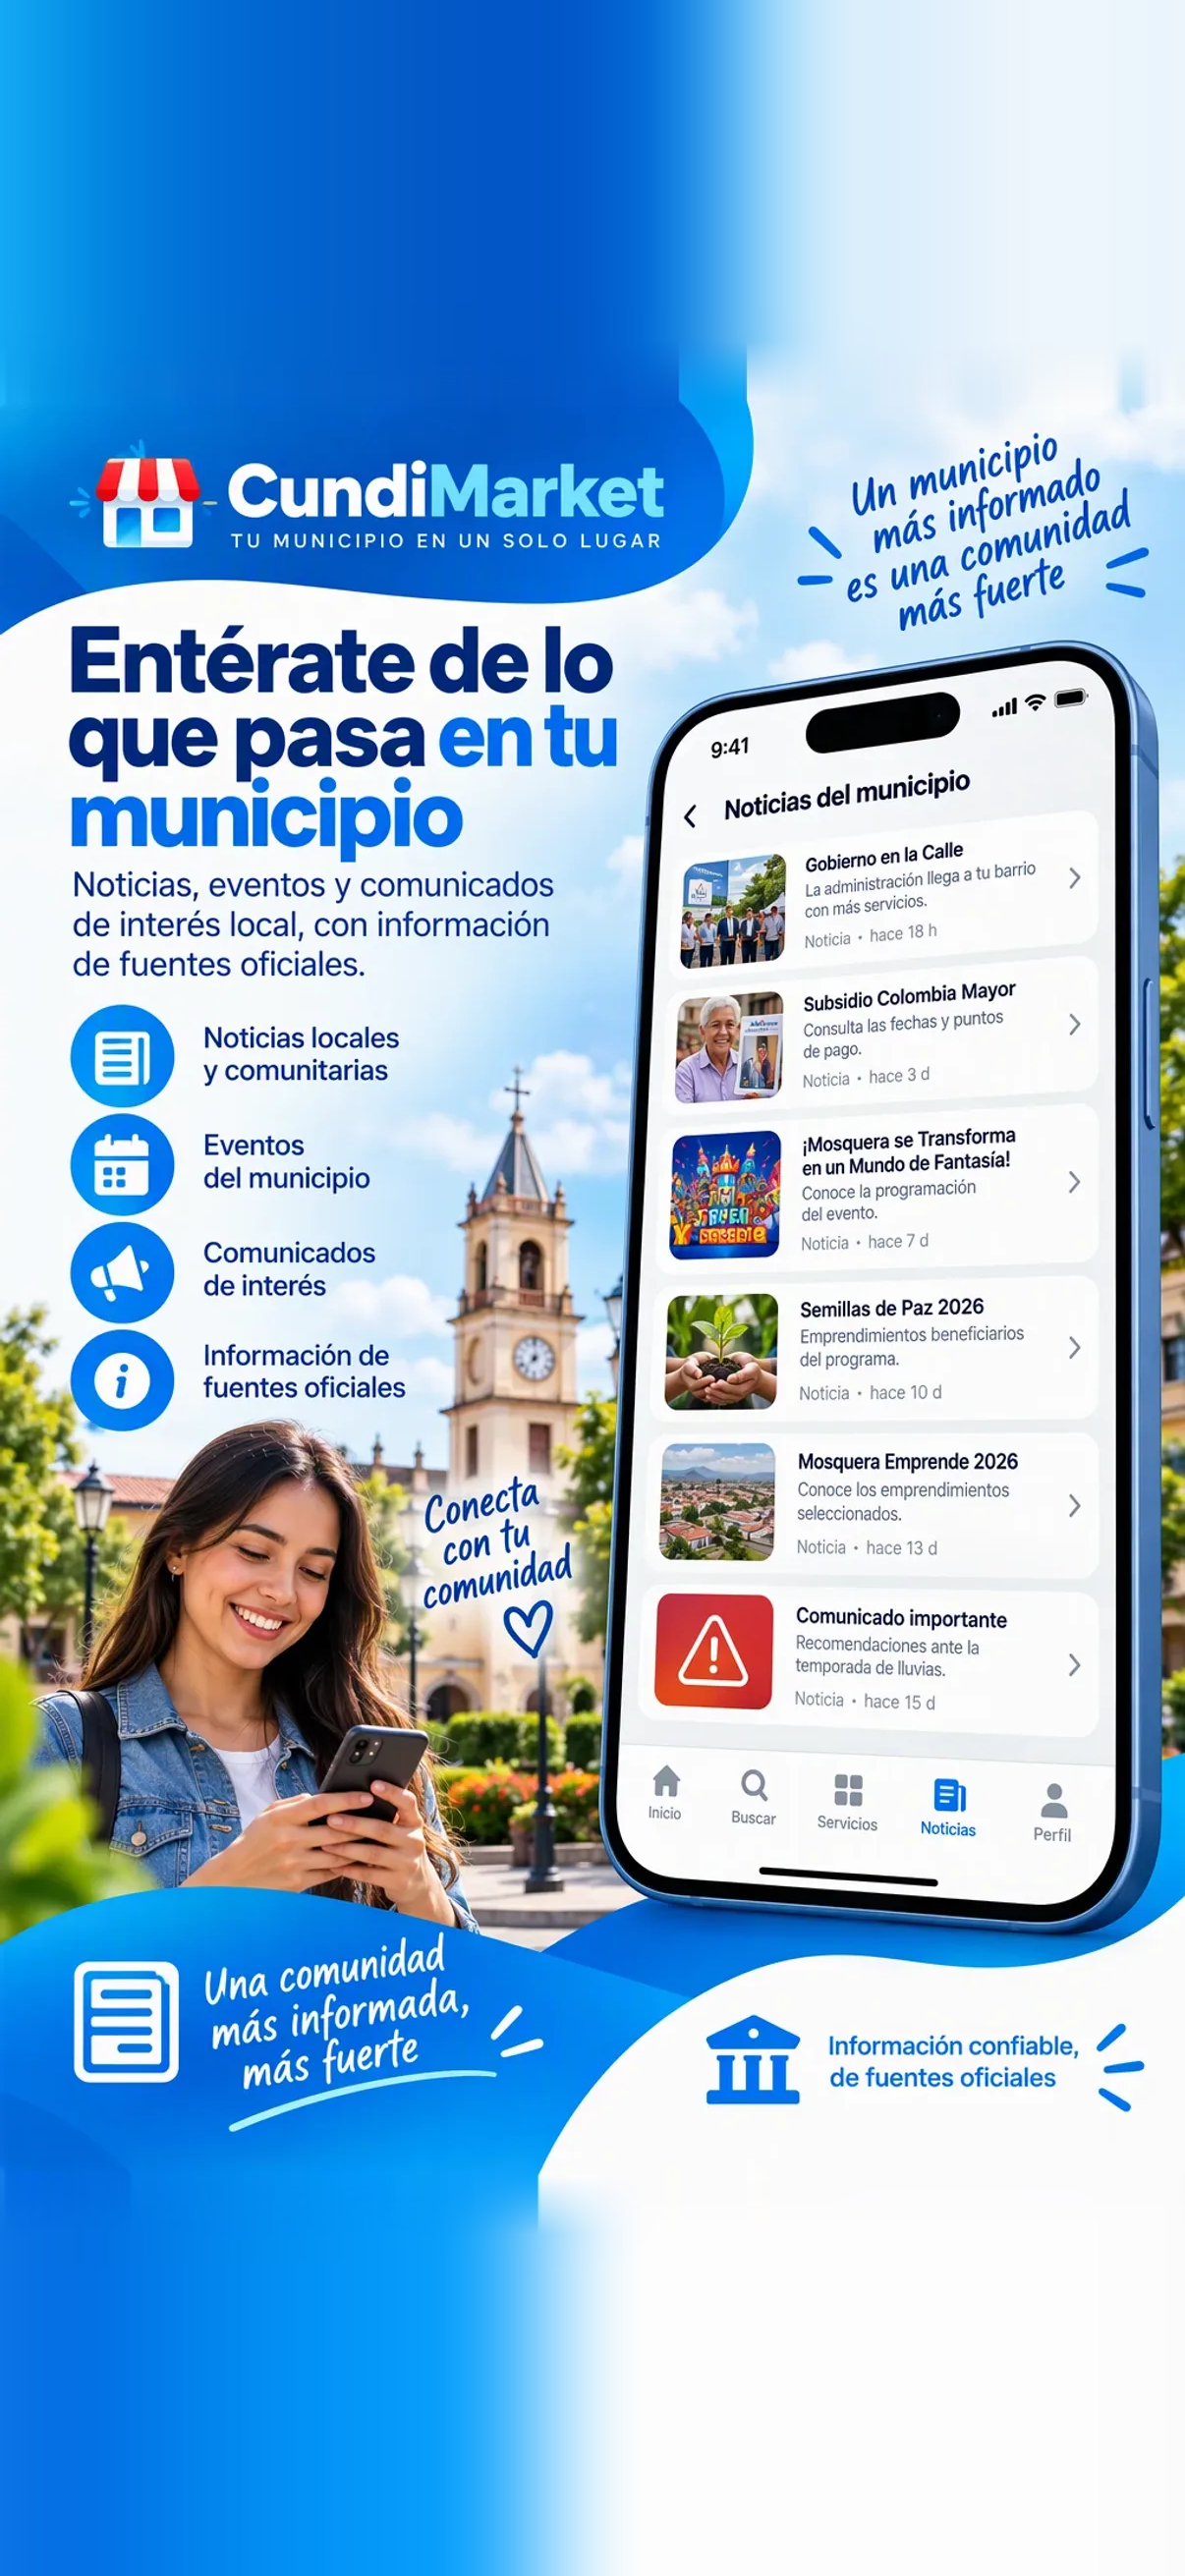 CundiMarket
TU MUNICIPIO EN UN SOLO LUGAR
Un municipio
más informado
es una comunidad
más fuerte
Entérate de lo
que pasa en tu
municipio
Noticias, eventos y comunicados
de interés local, con información
de fuentes oficiales.
Noticias locales
y comunitarias
Eventos
del municipio
Comunicados
de interés
Información de
fuentes oficiales
Conecta
con tu
comunidad
9:41
Noticias del municipio
Gobierno en la Calle
La administración llega a tu barrio
con más servicios.
Noticia • hace 18 h
Subsidio Colombia Mayor
Consulta las fechas y puntos
de pago.
Noticia • hace 3 d
¡Mosquera se Transforma
en un Mundo de Fantasía!
Conoce la programación
del evento.
Noticia • hace 7 d
Semillas de Paz 2026
Emprendimientos beneficiarios
del programa.
Noticia • hace 10 d
Mosquera Emprende 2026
Conoce los emprendimientos
seleccionados.
Noticia • hace 13 d
Comunicado importante
Recomendaciones ante la
temporada de lluvias.
Noticia • hace 15 d
Inicio
Buscar
Servicios
Noticias
Perfil
Una comunidad
más informada,
más fuerte
Información confiable,
de fuentes oficiales